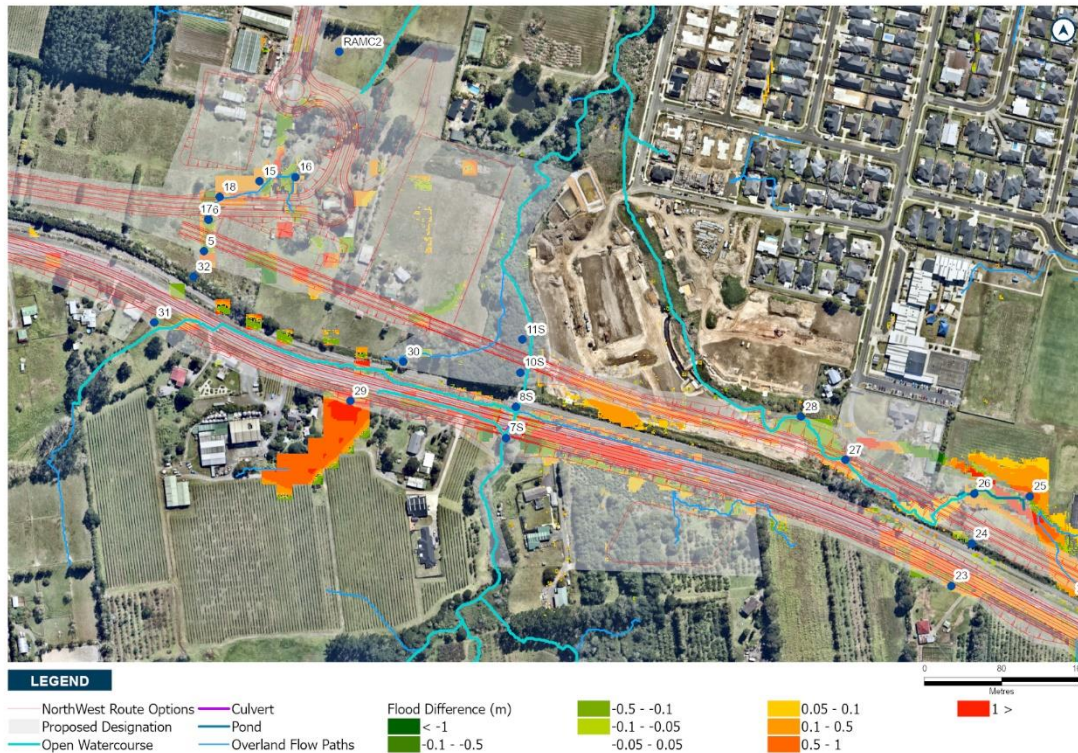 RAMC2
15
16
18
17
6
5
32
31
11S
30
10S
29
8S
28
7S
27
26
25
24
23
0
80
Metres
LEGEND
NorthWest Route Options
Proposed Designation
Open Watercourse
Culvert
Pond
Overland Flow Paths
Flood Difference (m)
< -1
-0.1 - -0.5
-0.5 - -0.1
-0.1 - -0.05
-0.05 - 0.05
0.05 - 0.1
0.1 - 0.5
0.5 - 1
1 >